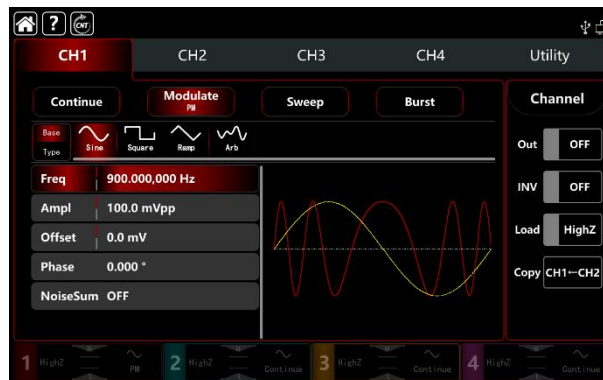 ? CNT
CH1 CH2 CH3 CH4 Utility
Continue Modulate Sweep Burst Channel
PM
Base
Type Sine Square Ramp Arb
Out OFF
Freq 900.000,000 Hz
INV OFF
Ampl 100.0 mVpp
Load HighZ
Offset 0.0 mV
Phase 0.000 °
Copy CH1←CH2
NoiseSum OFF
1 HighZ PM 2 HighZ Continue 3 HighZ Continue 4 HighZ Continue